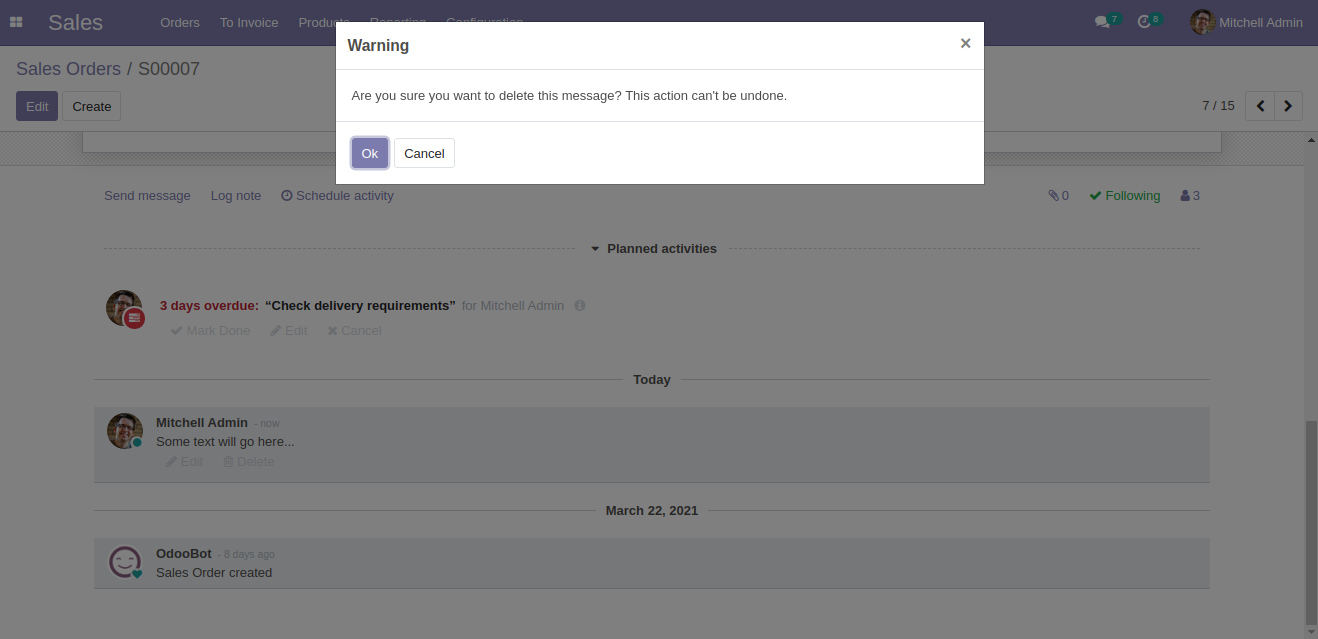 Sales Orders To Invoice Products Reporting Configuration 7 8 Mitchell Admin
Warning ×
Sales Orders / S00007
Are you sure you want to delete this message? This action can't be undone.
Edit Create 7 / 15
Ok Cancel
Send message Log note Schedule activity 0 Following 3
Planned activities
3 days overdue: “Check delivery requirements” for Mitchell Admin
Mark Done Edit Cancel
Today
Mitchell Admin - now
Some text will go here...
Edit Delete
March 22, 2021
OdooBot - 8 days ago
Sales Order created